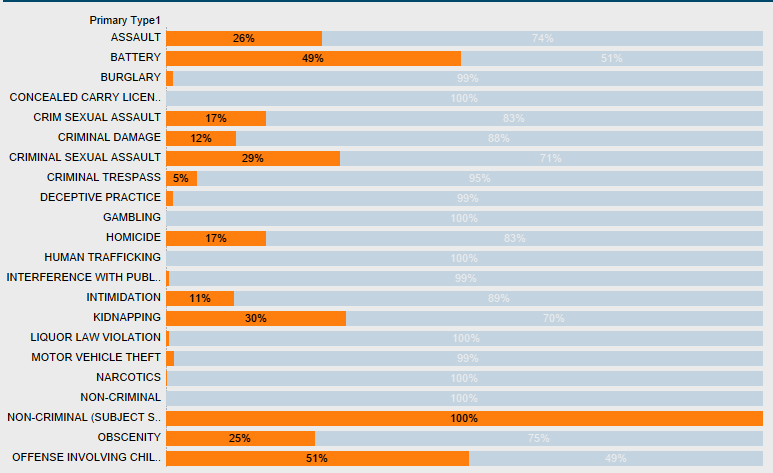 Primary Type1
ASSAULT 26% 74%
BATTERY 49% 51%
BURGLARY 99%
CONCEALED CARRY LICEN.. 100%
CRIM SEXUAL ASSAULT 17% 83%
CRIMINAL DAMAGE 12% 88%
CRIMINAL SEXUAL ASSAULT 29% 71%
CRIMINAL TRESPASS 5% 95%
DECEPTIVE PRACTICE 99%
GAMBLING 100%
HOMICIDE 17% 83%
HUMAN TRAFFICKING 100%
INTERFERENCE WITH PUBL.. 99%
INTIMIDATION 11% 89%
KIDNAPPING 30% 70%
LIQUOR LAW VIOLATION 100%
MOTOR VEHICLE THEFT 99%
NARCOTICS 100%
NON-CRIMINAL 100%
NON-CRIMINAL (SUBJECT S.. 100%
OBSCENITY 25% 75%
OFFENSE INVOLVING CHIL.. 51% 49%